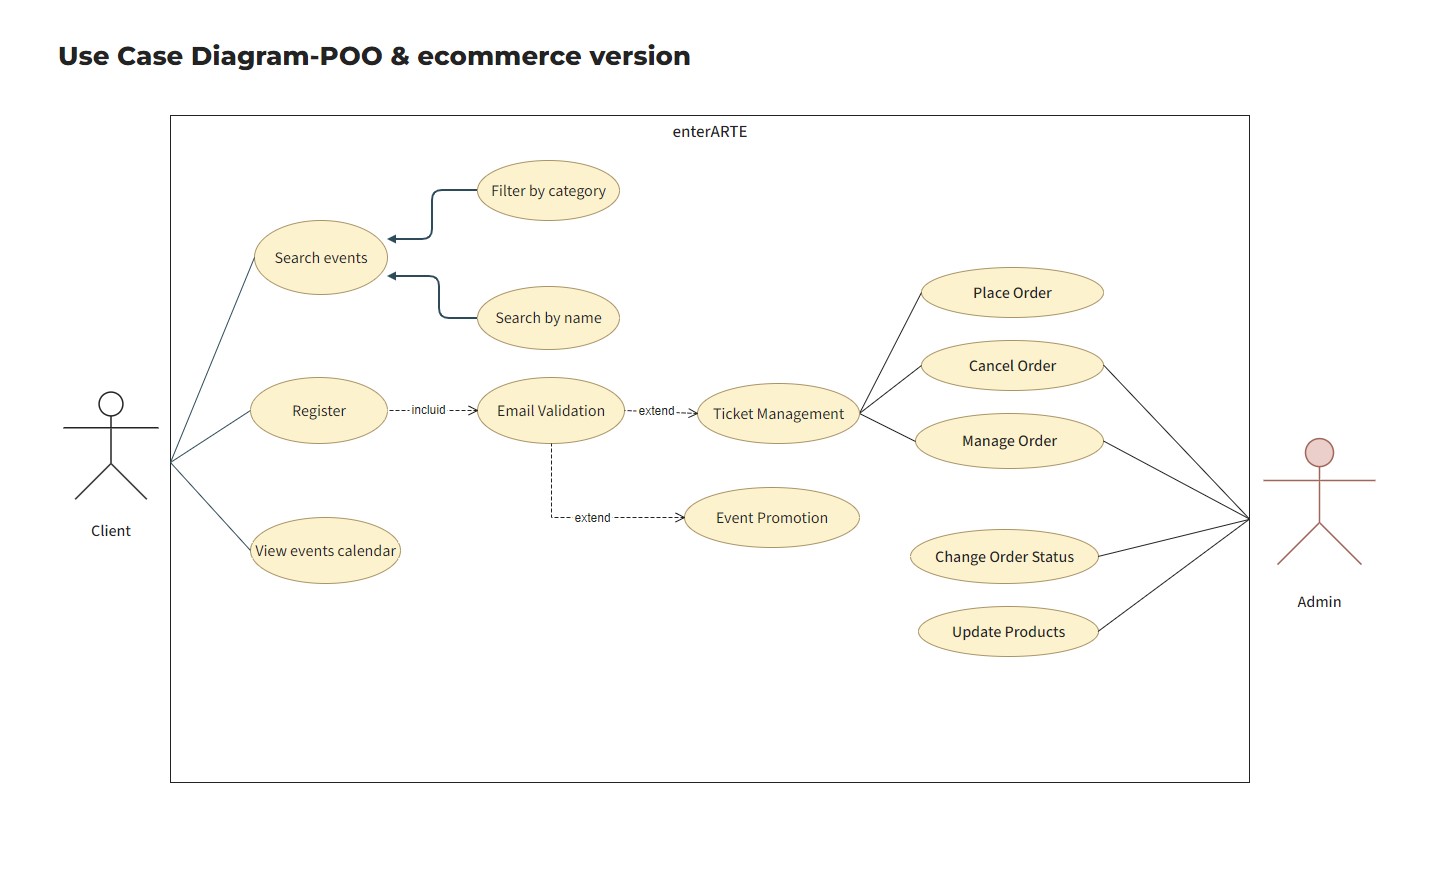 Use Case Diagram-POO & ecommerce version
enterARTE
Filter by category
Search events
Search by name
Place Order
Cancel Order
Register
incluid
Email Validation
extend
Ticket Management
Manage Order
Event Promotion
extend
Client
View events calendar
Change Order Status
Admin
Update Products